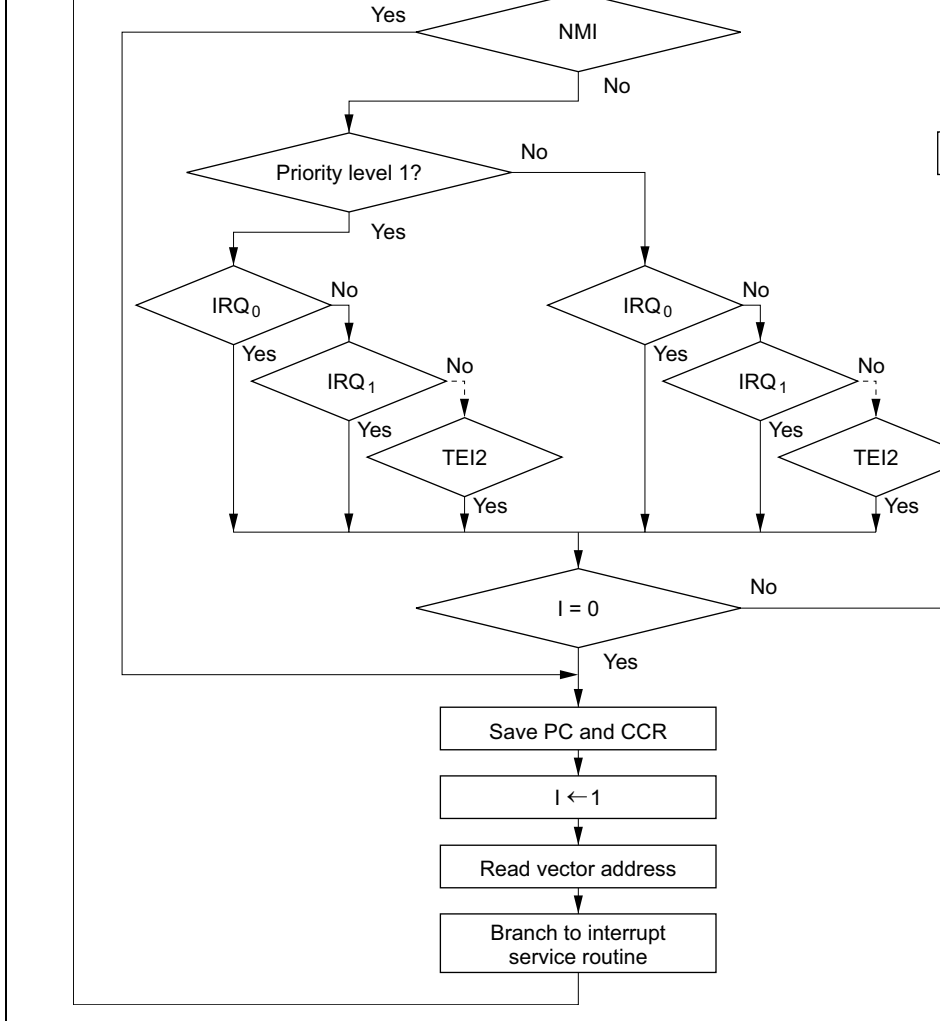 Yes
NMI
No
Priority level 1?
No
Yes
IRQ0
No
IRQ0
No
Yes
IRQ1
No
Yes
IRQ1
No
Yes
TEI2
Yes
TEI2
Yes
Yes
I = 0
No
Yes
Save PC and CCR
I ← 1
Read vector address
Branch to interrupt
service routine